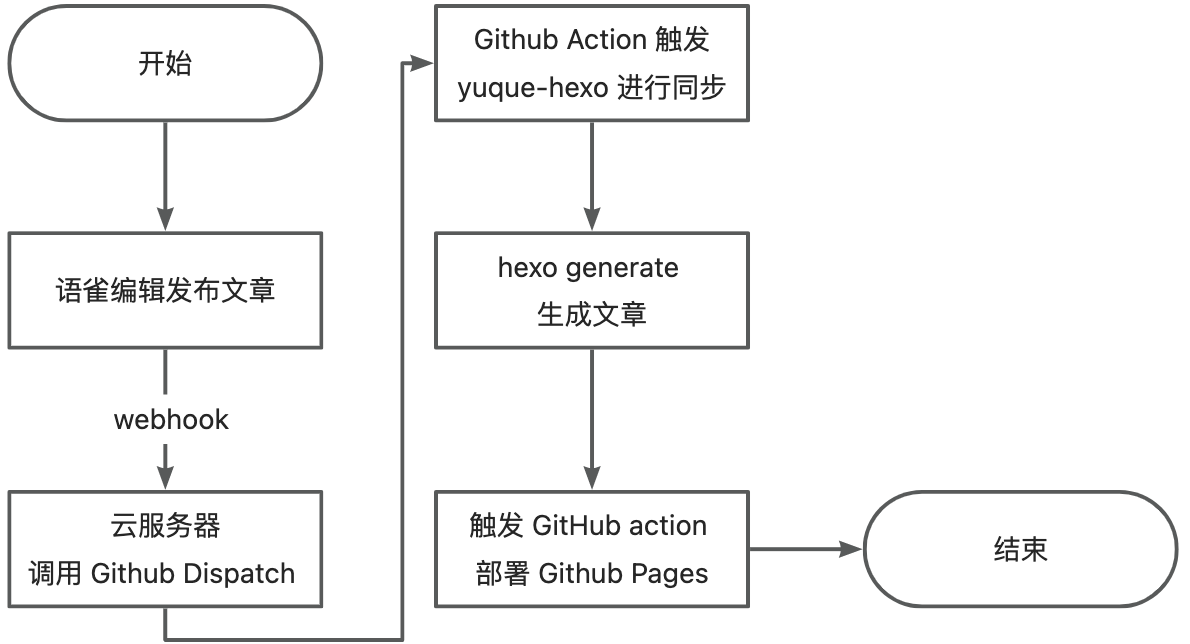 开始
语雀编辑发布文章
webhook
云服务器
调用 Github Dispatch
Github Action 触发
yuque-hexo 进行同步
hexo generate
生成文章
触发 GitHub action
部署 Github Pages
结束